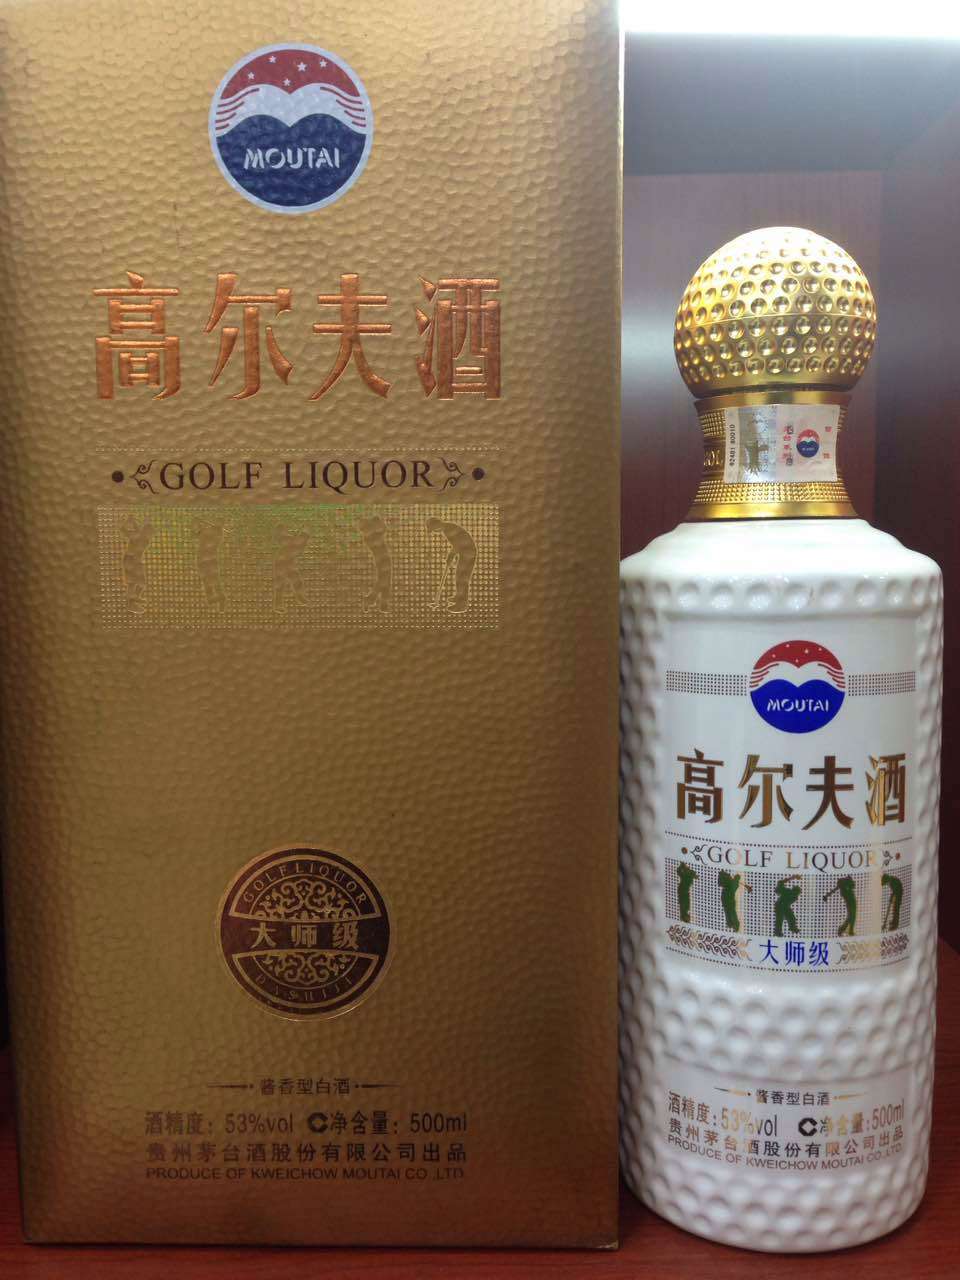 MOUTAI
高尔夫酒
GOLF LIQUOR
GOLF LIQUOR
大师级
DASHIJI
酱香型白酒
酒精度：53%vol 净含量：500ml
贵州茅台酒股份有限公司出品
PRODUCE OF KWEICHOW MOUTAI CO.,LTD.
MOUTAI
高尔夫酒
GOLF LIQUOR
大师级
酱香型白酒
酒精度：53%vol 净含量：500ml
贵州茅台酒股份有限公司出品
PRODUCE OF KWEICHOW MOUTAI CO.,LTD.